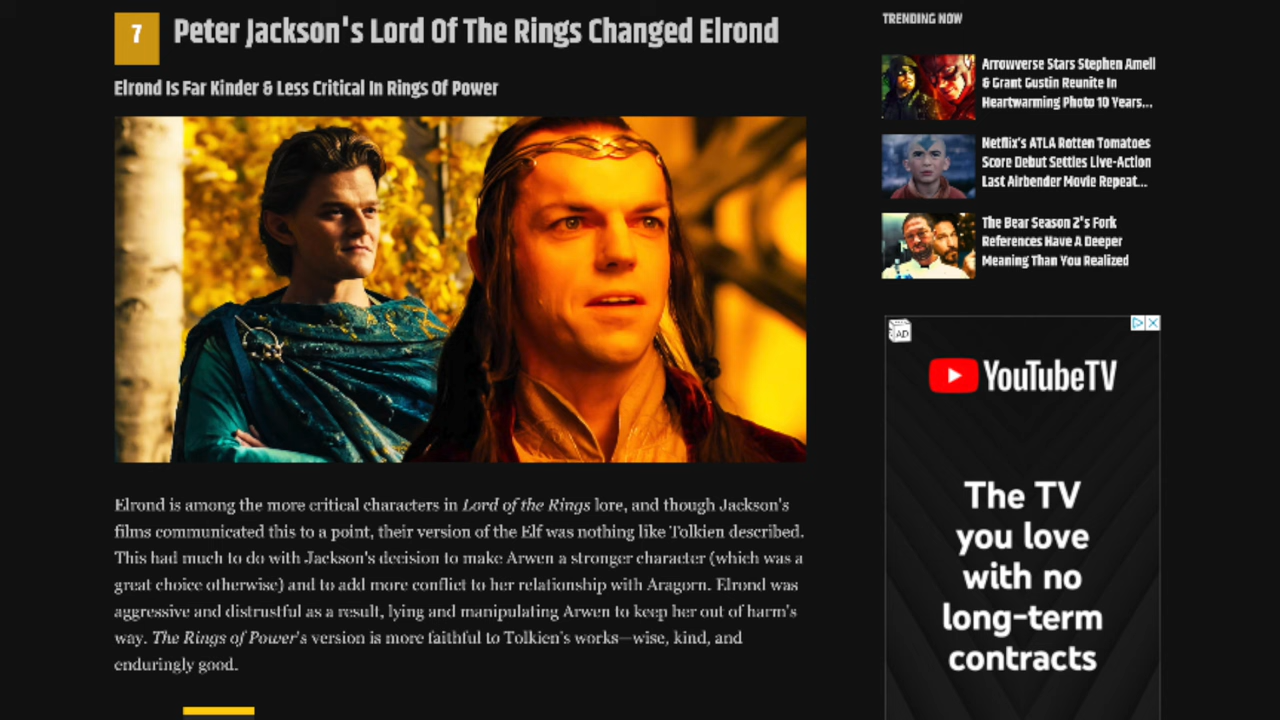 7
Peter Jackson's Lord Of The Rings Changed Elrond
Elrond Is Far Kinder & Less Critical In Rings Of Power
Elrond is among the more critical characters in Lord of the Rings lore, and though Jackson's
films communicated this to a point, their version of the Elf was nothing like Tolkien described.
This had much to do with Jackson's decision to make Arwen a stronger character (which was a
great choice otherwise) and to add more conflict to her relationship with Aragorn. Elrond was
aggressive and distrustful as a result, lying and manipulating Arwen to keep her out of harm's
way. The Rings of Power's version is more faithful to Tolkien's works—wise, kind, and
enduringly good.
TRENDING NOW
Arrowverse Stars Stephen Amell
& Grant Gustin Reunite In
Heartwarming Photo 10 Years...
Netflix's ATLA Rotten Tomatoes
Score Debut Settles Live-Action
Last Airbender Movie Repeat...
The Bear Season 2's Fork
References Have A Deeper
Meaning Than You Realized
AD
YouTubeTV
The TV
you love
with no
long-term
contracts